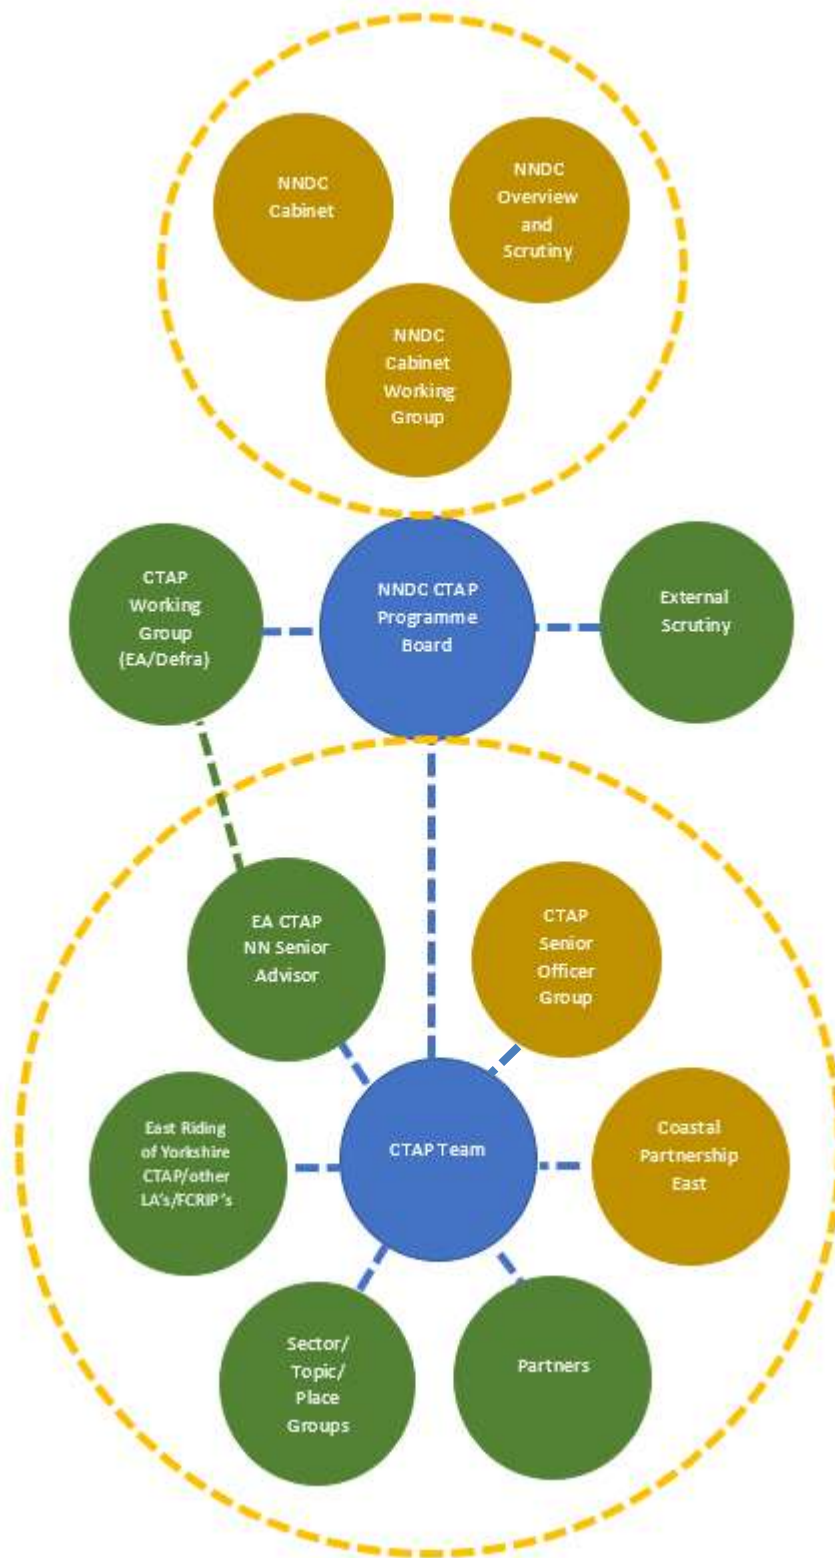 NNDC
Cabinet
NNDC
Overview
and
Scrutiny
NNDC
Cabinet
Working
Group
CTAP
Working
Group
(EA/Defra)
NNDC CTAP
Programme
Board
External
Scrutiny
EA CTAP
NN Senior
Advisor
CTAP
Senior
Officer
Group
East Riding
of Yorkshire
CTAP/other
LA's/FCRIP's
CTAP Team
Coastal
Partnership
East
Sector/
Topic/
Place
Groups
Partners